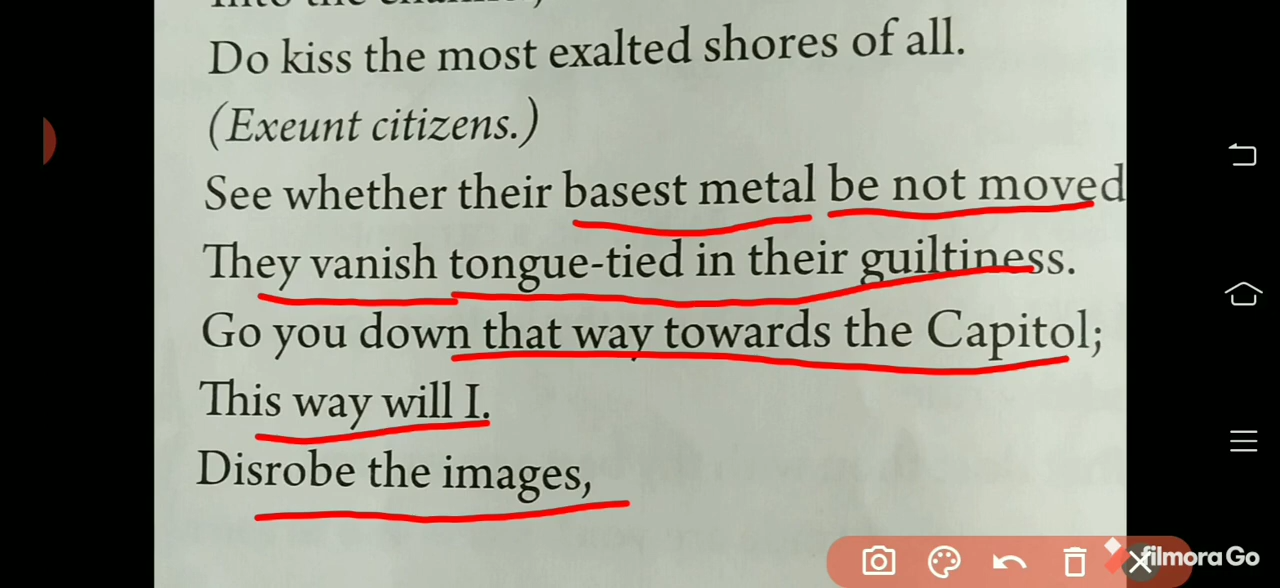 Do kiss the most exalted shores of all.
(Exeunt citizens.)
See whether their basest metal be not moved
They vanish tongue-tied in their guiltiness.
Go you down that way towards the Capitol;
This way will I.
Disrobe the images,
filmoraGo